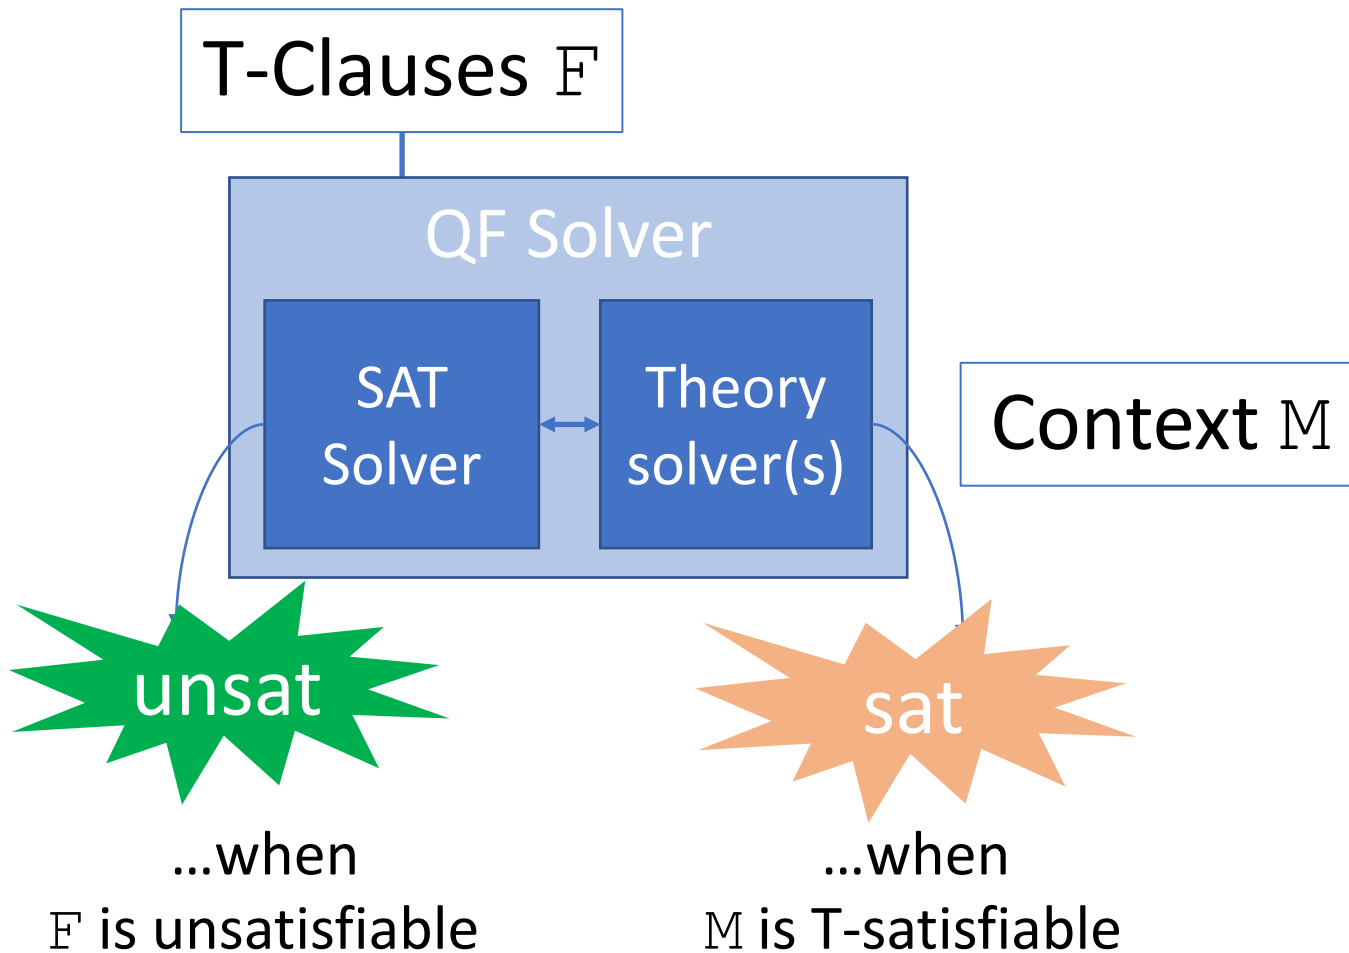 T-Clauses F
QF Solver
SAT
Solver
Theory
solver(s)
Context M
unsat
sat
…when
F is unsatisfiable
…when
M is T-satisfiable